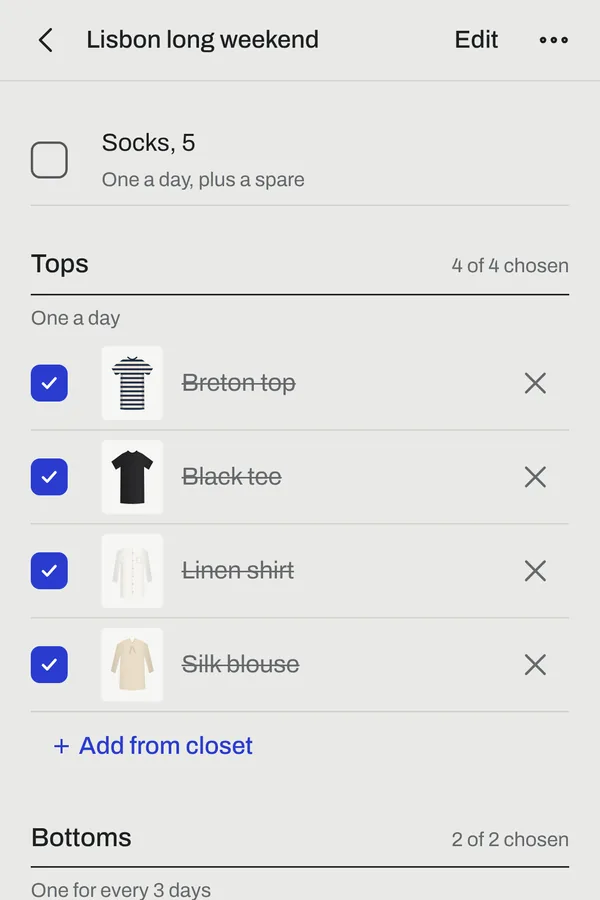 Lisbon long weekend
Edit
Socks, 5
One a day, plus a spare
Tops
4 of 4 chosen
One a day
Breton top
Black tee
Linen shirt
Silk blouse
+ Add from closet
Bottoms
2 of 2 chosen
One for every 3 days